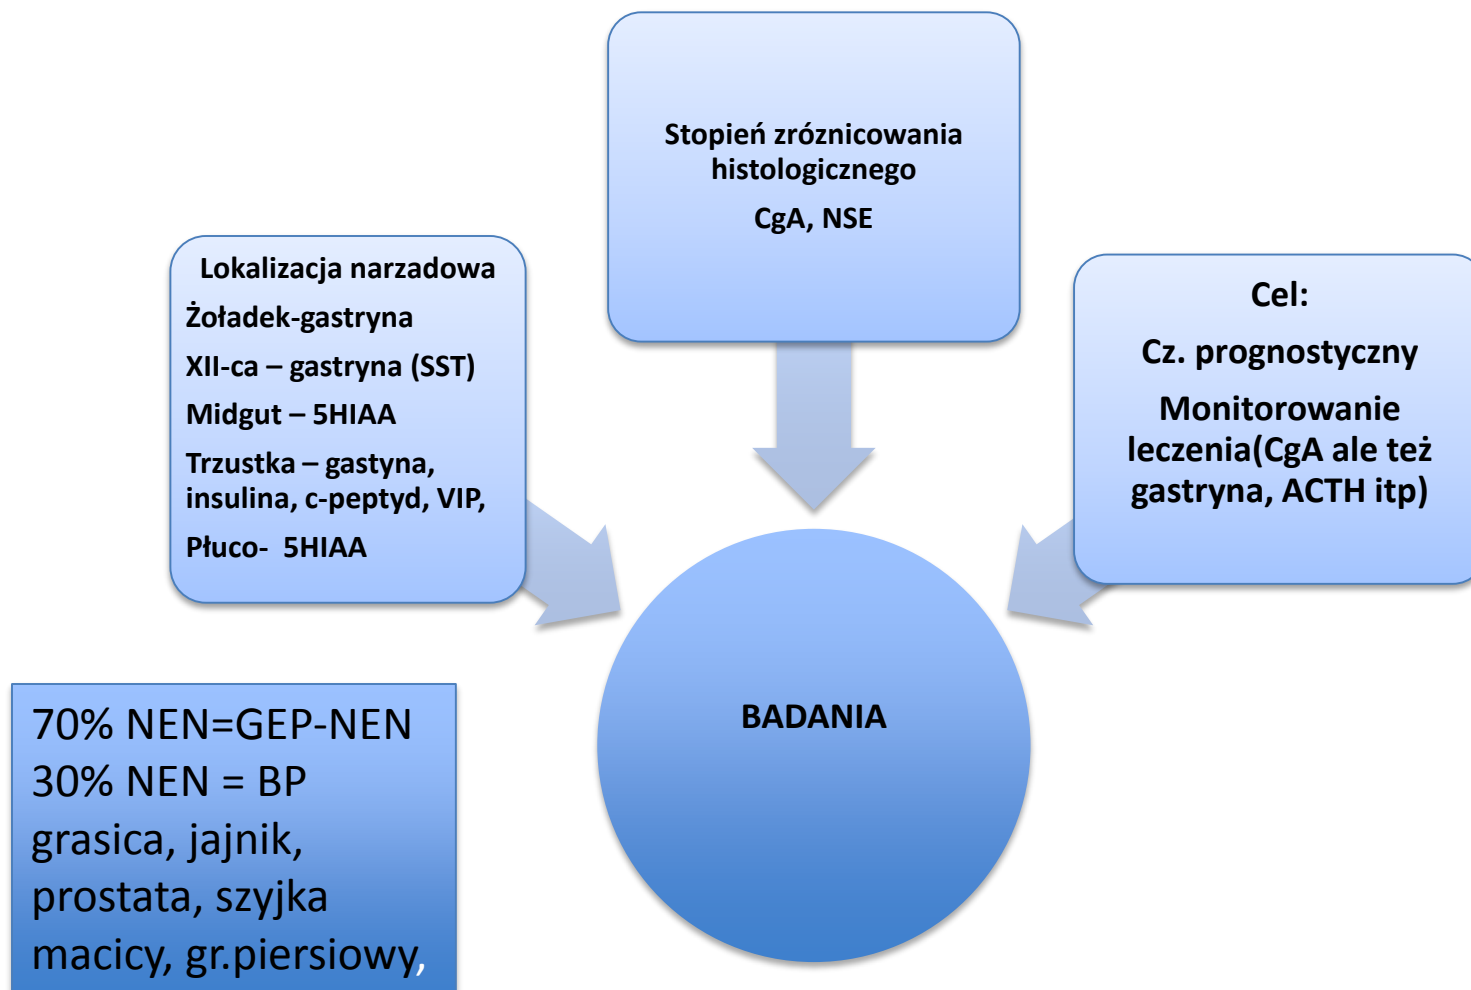 Stopień zróznicowania
histologicznego
CgA, NSE
Lokalizacja narzadowa
Żoładek-gastryna
XII-ca – gastryna (SST)
Midgut – 5HIAA
Trzustka – gastyna,
insulina, c-peptyd, VIP,
Płuco- 5HIAA
Cel:
Cz. prognostyczny
Monitorowanie
leczenia(CgA ale też
gastryna, ACTH itp)
BADANIA
70% NEN=GEP-NEN
30% NEN = BP
grasica, jajnik,
prostata, szyjka
macicy, gr.piersiowy,